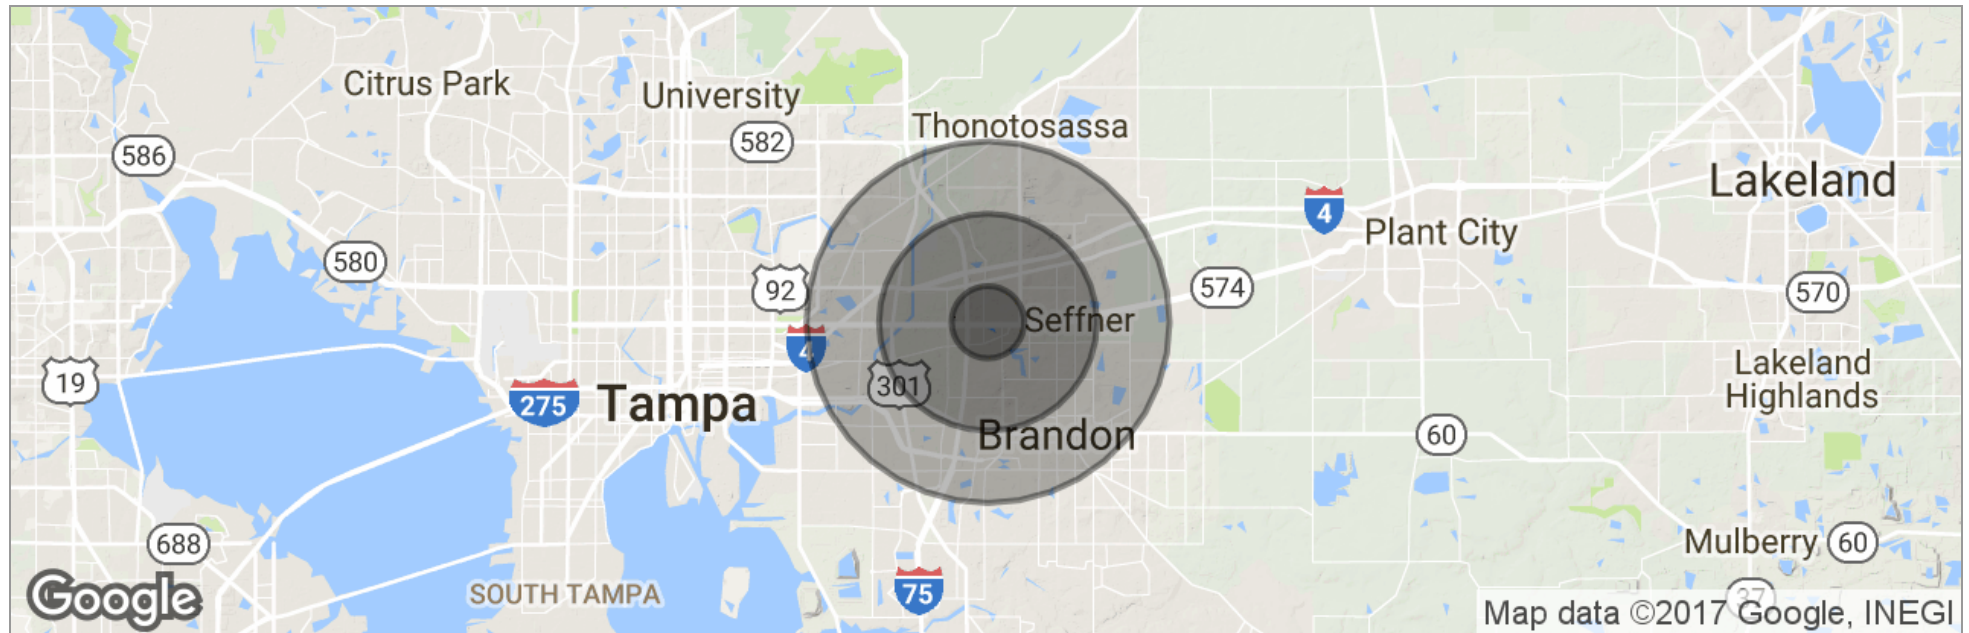 Citrus Park
University
582
Thonotosassa
586
Lakeland
4
Plant City
580
92
574
570
Seffner
4
19
301
Lakeland
Highlands
275
Tampa
Brandon
60
688
Mulberry
60
SOUTH TAMPA
75
37
Google
Map data ©2017 Google, INEGI